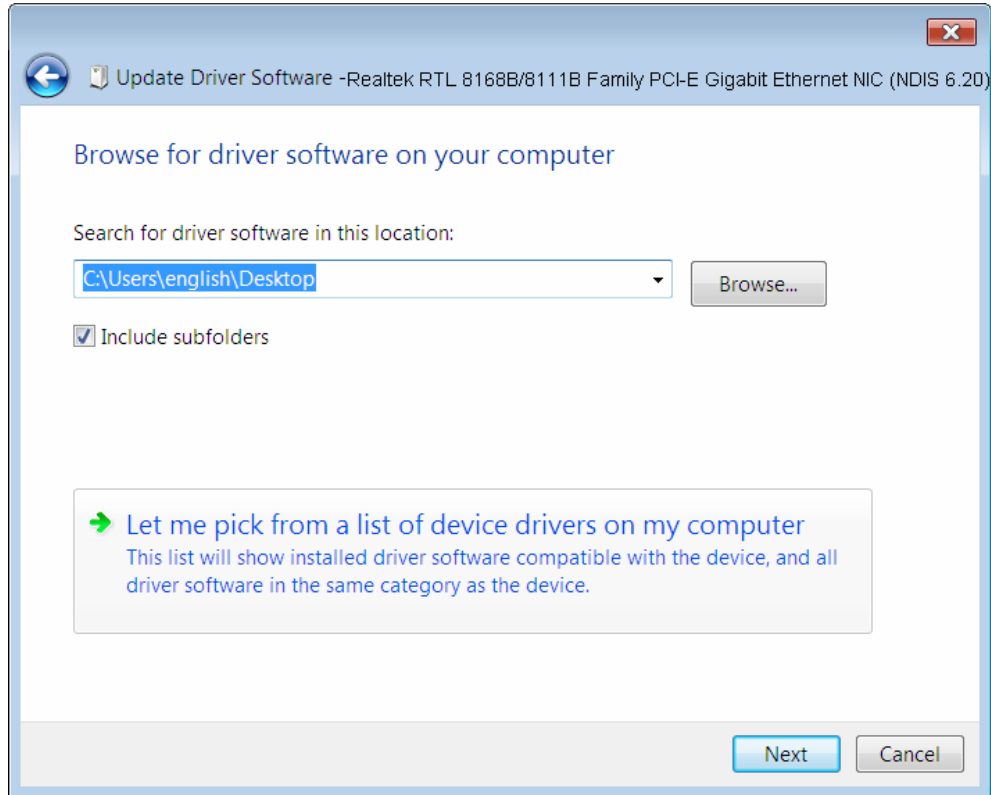 Update Driver Software -Realtek RTL 8168B/8111B Family PCI-E Gigabit Ethernet NIC (NDIS 6.20)
Browse for driver software on your computer
Search for driver software in this location:
C:\Users\english\Desktop
Browse...
Include subfolders
Let me pick from a list of device drivers on my computer
This list will show installed driver software compatible with the device, and all
driver software in the same category as the device.
Next
Cancel